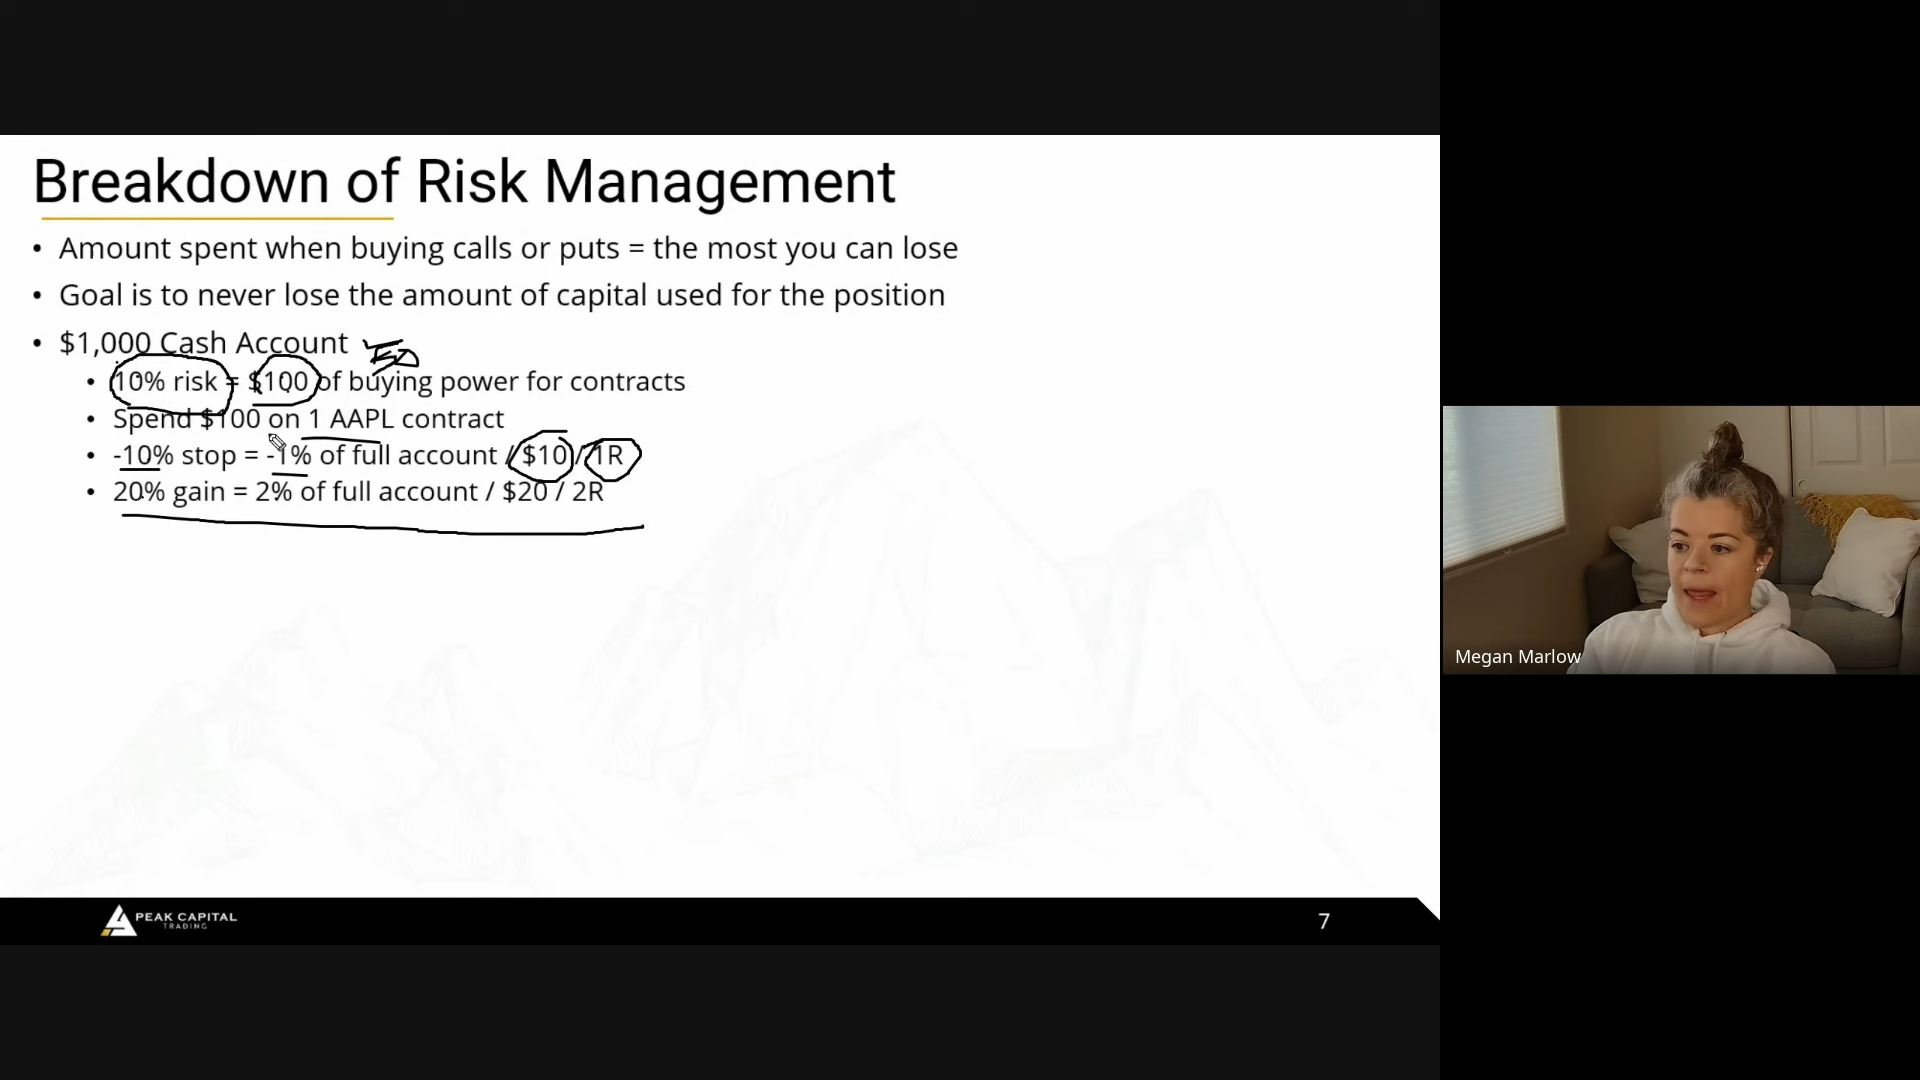 Breakdown of Risk Management
• Amount spent when buying calls or puts = the most you can lose
• Goal is to never lose the amount of capital used for the position
• $1,000 Cash Account
• 10% risk = $100 of buying power for contracts
• Spend $100 on 1 AAPL contract
• -10% stop = -1% of full account / $10 / 1R
• 20% gain = 2% of full account / $20 / 2R
Megan Marlow
PEAK CAPITAL
TRADING
7